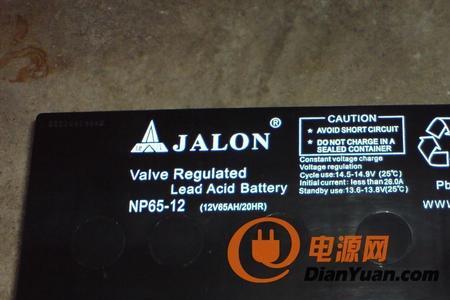 JALON®
Valve Regulated
Lead Acid Battery
NP65-12 (12V65AH/20HR)
CAUTION
★ AVOID SHORT CIRCUIT
★ DO NOT CHARGE IN A
SEALED CONTAINER
Constant voltage charge
Voltage regulation
Cycle use: 14.5-14.9V (25℃)
Initial current: less than 26.0A
Standby use: 13.6-13.8V (25℃)
Pb
www.
电源网
DianYuan.com